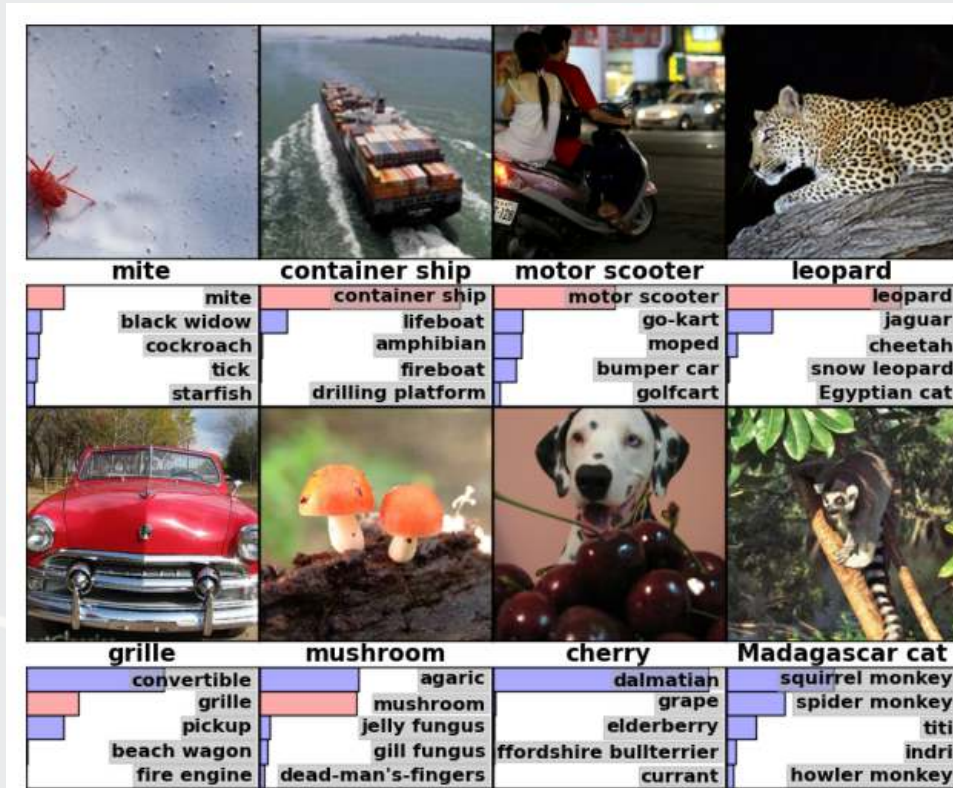 mite container ship motor scooter leopard
mite container ship motor scooter leopard
black widow lifeboat go-kart jaguar
cockroach amphibian moped cheetah
tick fireboat bumper car snow leopard
starfish drilling platform golfcart Egyptian cat
grille mushroom cherry Madagascar cat
convertible agaric dalmatian squirrel monkey
grille mushroom grape spider monkey
pickup jelly fungus elderberry titi
beach wagon gill fungus ffordshire bullterrier indri
fire engine dead-man's-fingers currant howler monkey